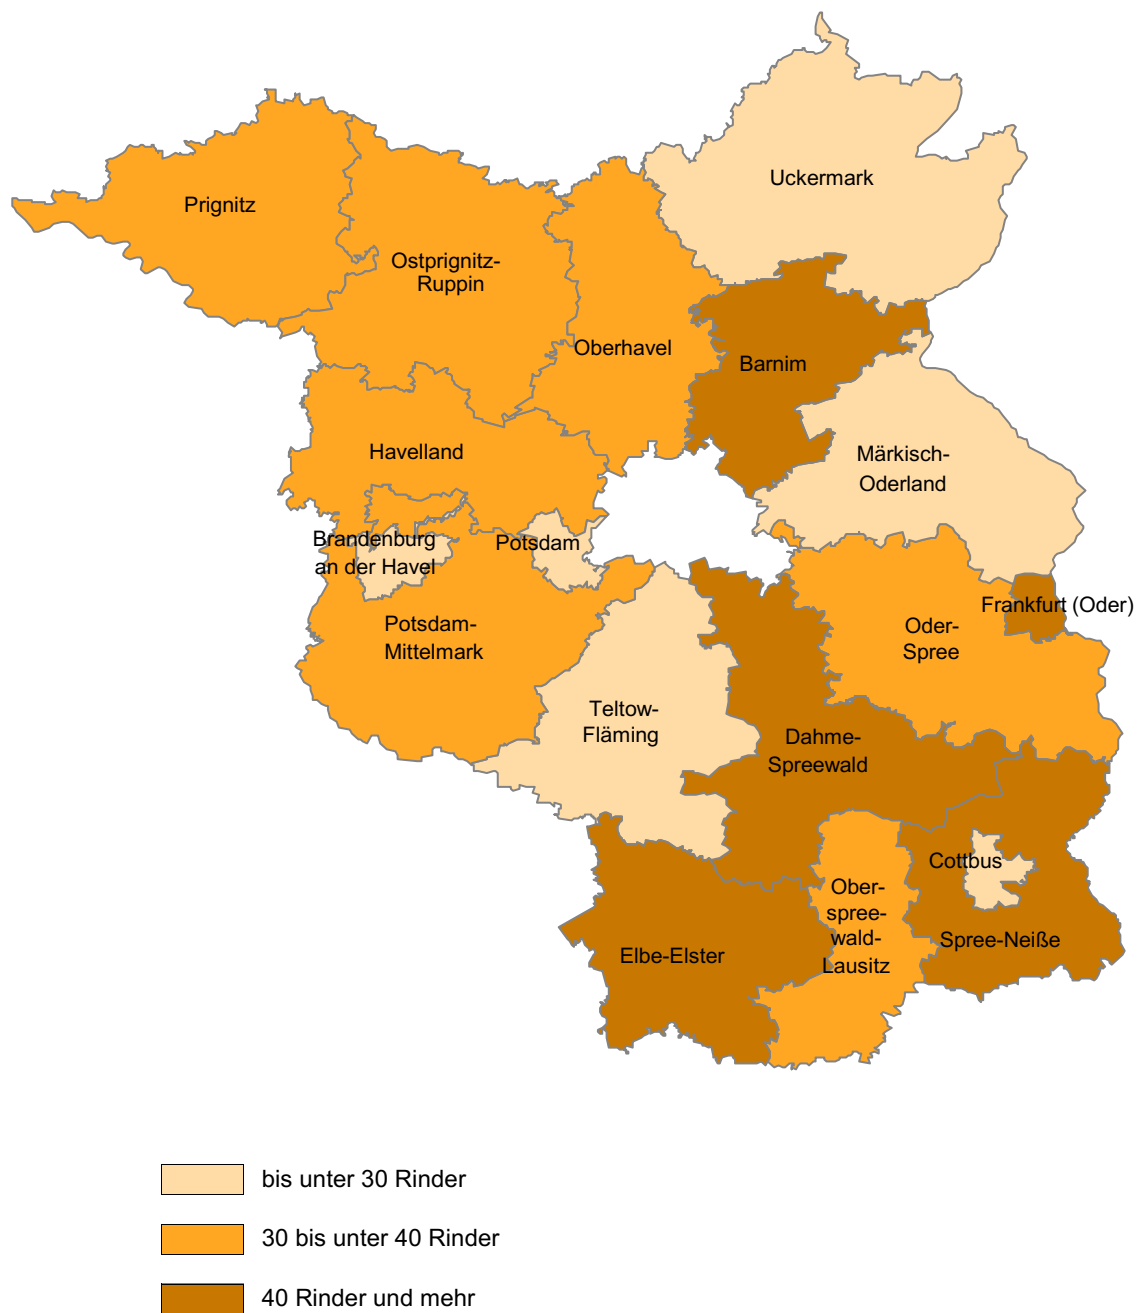 Uckermark
Prignitz
Ostprignitz-
Ruppin
Oberhavel
Barnim
Havelland
Märkisch-
Oderland
Brandenburg
an der Havel
Potsdam
Frankfurt (Oder)
Potsdam-
Mittelmark
Oder-
Spree
Teltow-
Fläming
Dahme-
Spreewald
Cottbus
Ober-
spree-
wald-
Lausitz
Spree-Neiße
Elbe-Elster
bis unter 30 Rinder
30 bis unter 40 Rinder
40 Rinder und mehr